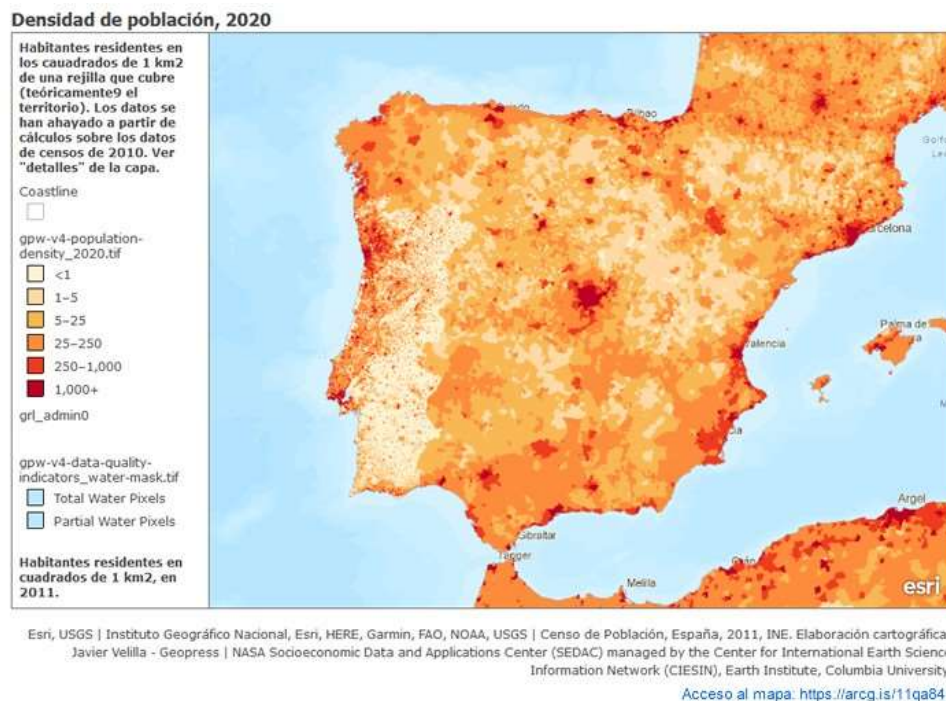 Densidad de población, 2020
Habitantes residentes en
los cauadrados de 1 km2
de una rejilla que cubre
(teóricamente9 el
territorio). Los datos se
han ahayado a partir de
cálculos sobre los datos
de censos de 2010. Ver
"detalles" de la capa.
Coastline
gpw-v4-population-
density_2020.tif
<1
1–5
5–25
25–250
250–1,000
1,000+
grl_admin0
gpw-v4-data-quality-
indicators_water-mask.tif
Total Water Pixels
Partial Water Pixels
Habitantes residentes en
cuadrados de 1 km2, en
2011.
Bilbao
Barcelona
Palma de
Valencia
Argel
Gibraltar
Tánger
Orán
Melilla
esri
Esri, USGS | Instituto Geográfico Nacional, Esri, HERE, Garmin, FAO, NOAA, USGS | Censo de Población, España, 2011, INE. Elaboración cartográfica
Javier Velilla - Geopress | NASA Socioeconomic Data and Applications Center (SEDAC) managed by the Center for International Earth Science
Information Network (CIESIN), Earth Institute, Columbia University
Acceso al mapa: https://arcg.is/11qa84